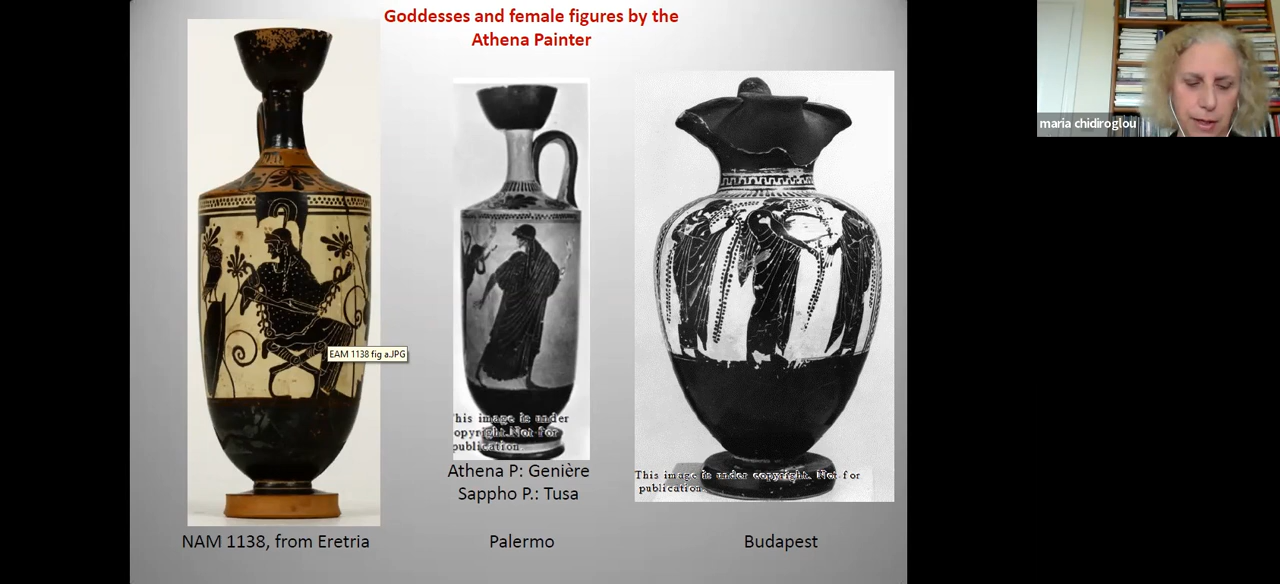 Goddesses and female figures by the
Athena Painter
maria chidiroglou
EAM 1138 fig a.JPG
This image is under
copyright. Not for
publication
Athena P: Genière
Sappho P.: Tusa
This image is under copyright. Not for
publication
NAM 1138, from Eretria
Palermo
Budapest